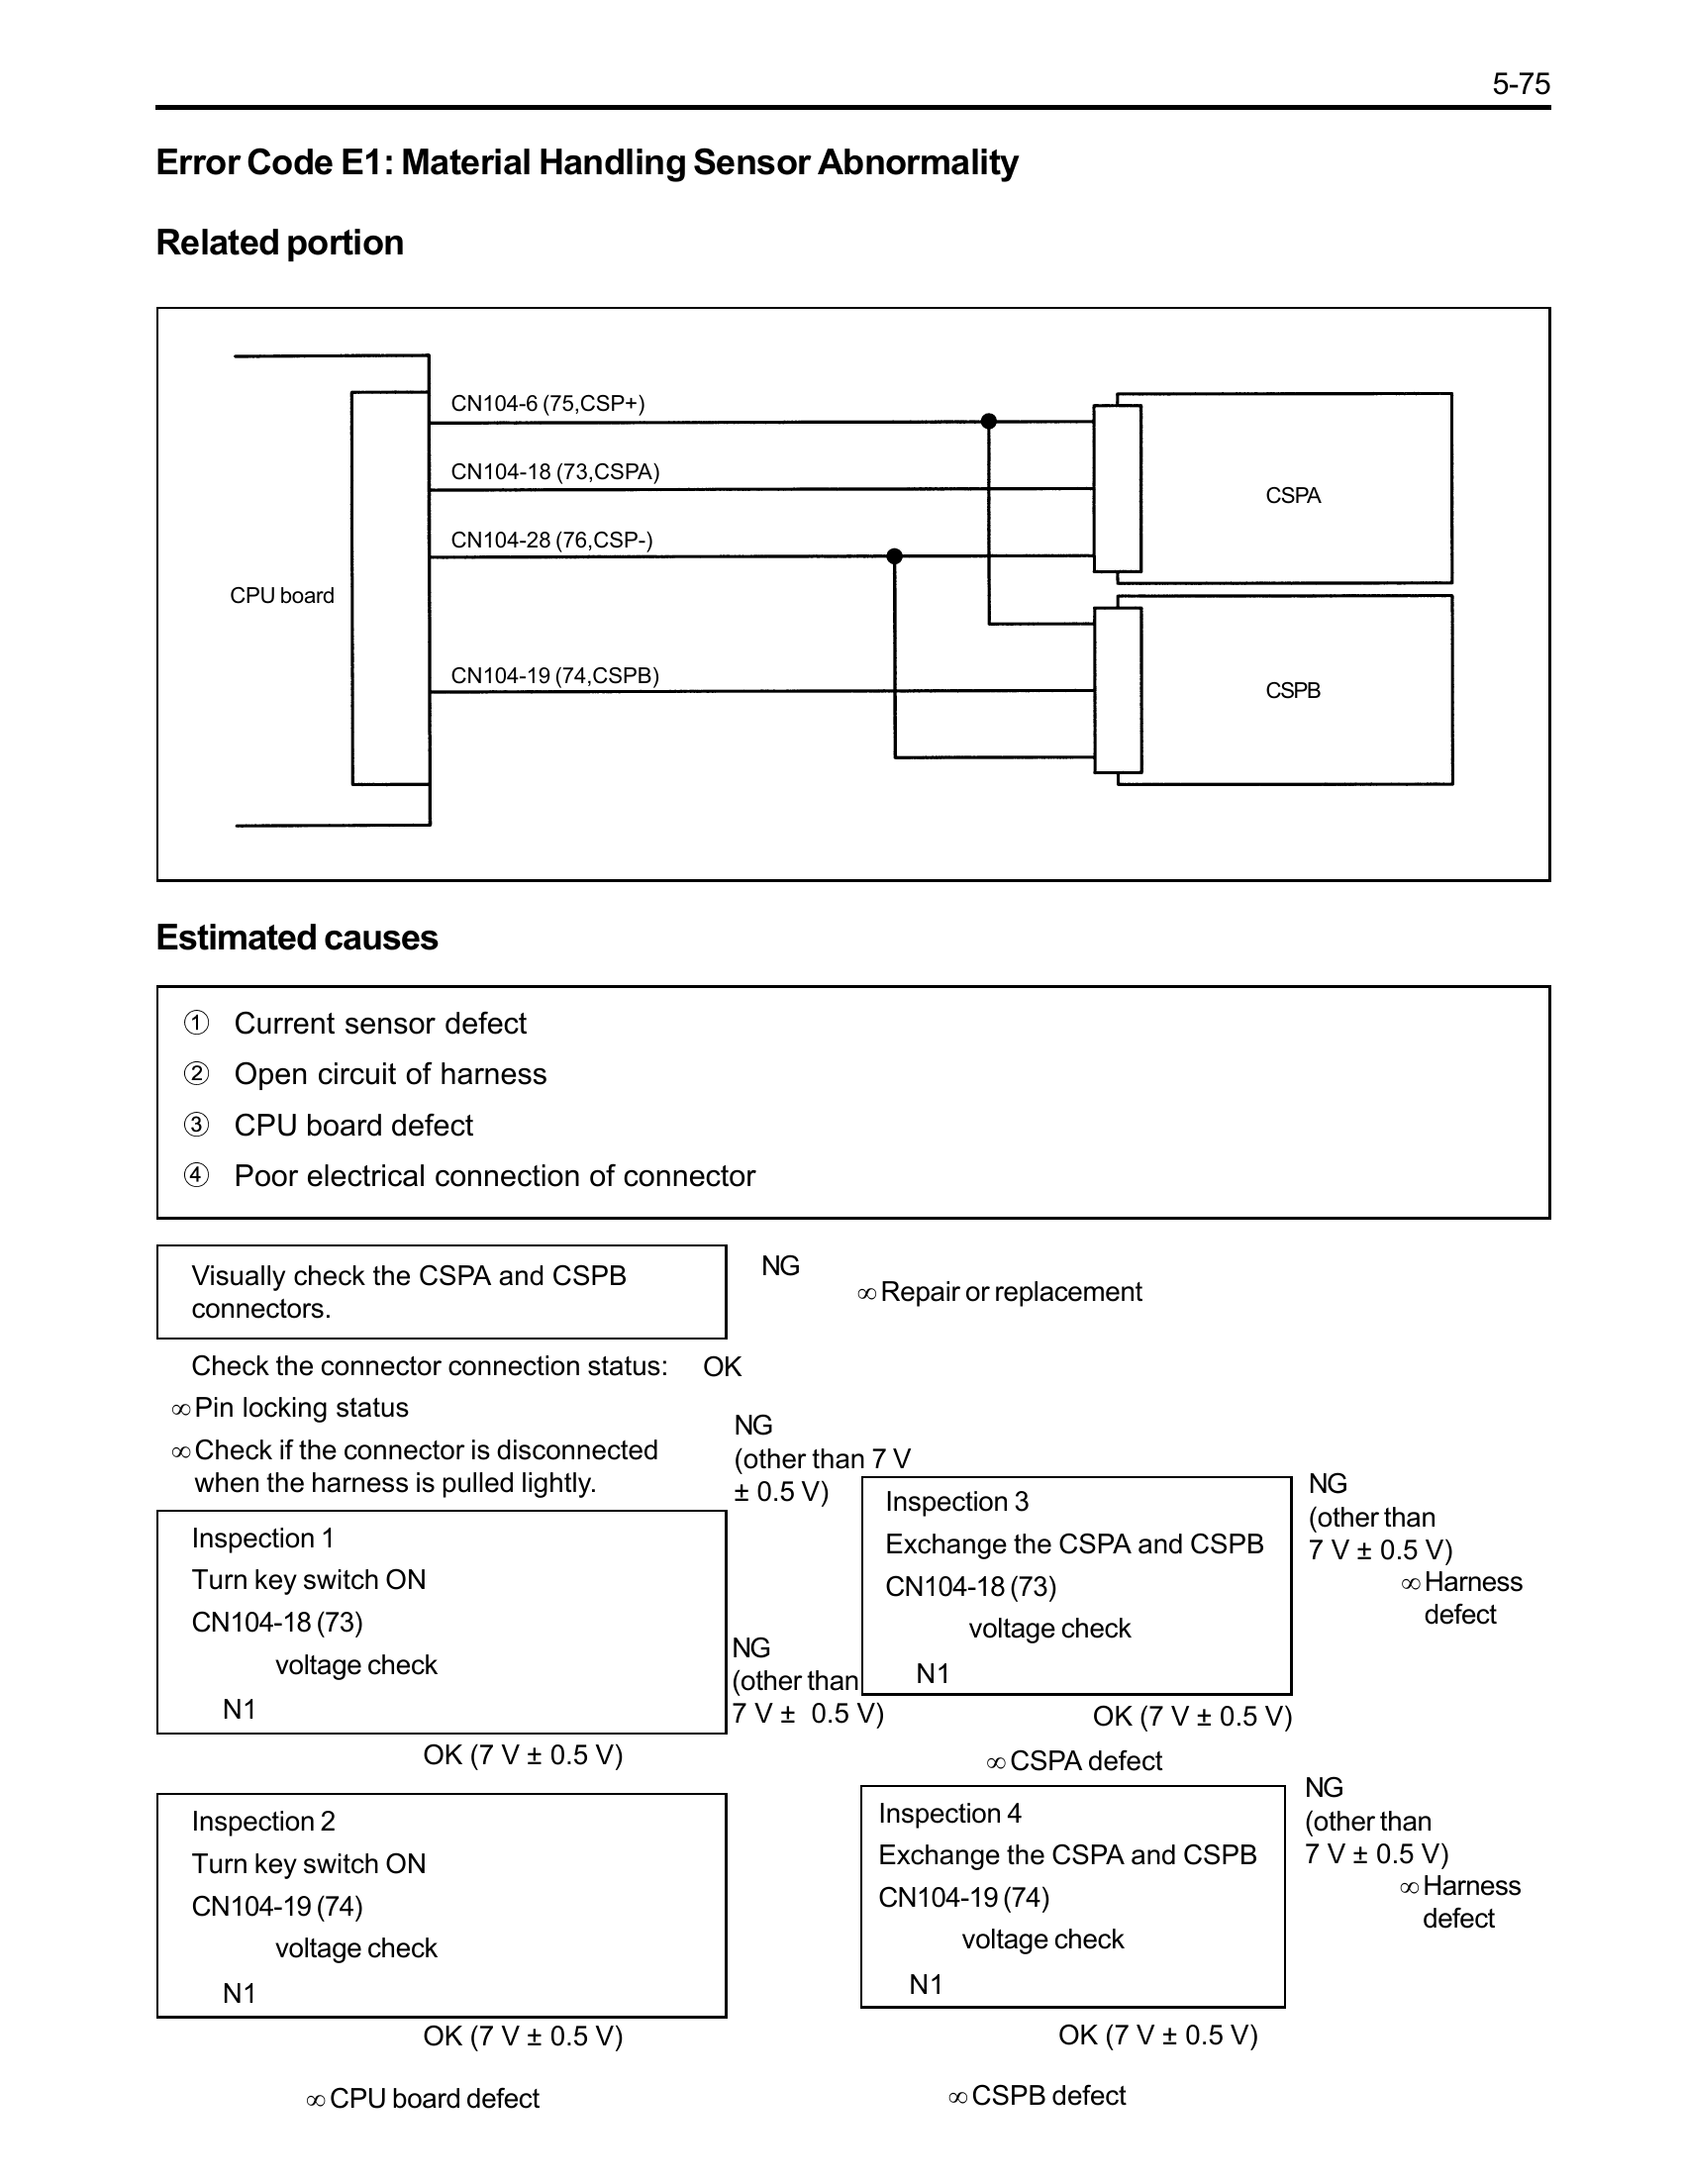 5-75
Error Code E1: Material Handling Sensor Abnormality
Related portion
CN104-6 (75,CSP+)
CN104-18 (73,CSPA)
CSPA
CN104-28 (76,CSP-)
CPU board
CN104-19 (74,CSPB)
CSPB
Estimated causes
① Current sensor defect
② Open circuit of harness
③ CPU board defect
④ Poor electrical connection of connector
Visually check the CSPA and CSPB
connectors.
NG
∞ Repair or replacement
Check the connector connection status:
OK
∞ Pin locking status
∞ Check if the connector is disconnected
when the harness is pulled lightly.
NG
(other than 7 V
± 0.5 V)
Inspection 1
Turn key switch ON
CN104-18 (73)
voltage check
N1
NG
(other than
7 V ± 0.5 V)
OK (7 V ± 0.5 V)
Inspection 3
Exchange the CSPA and CSPB
CN104-18 (73)
voltage check
N1
NG
(other than
7 V ± 0.5 V)
∞ Harness
defect
OK (7 V ± 0.5 V)
∞ CSPA defect
Inspection 2
Turn key switch ON
CN104-19 (74)
voltage check
N1
OK (7 V ± 0.5 V)
∞ CPU board defect
Inspection 4
Exchange the CSPA and CSPB
CN104-19 (74)
voltage check
N1
NG
(other than
7 V ± 0.5 V)
∞ Harness
defect
OK (7 V ± 0.5 V)
∞ CSPB defect